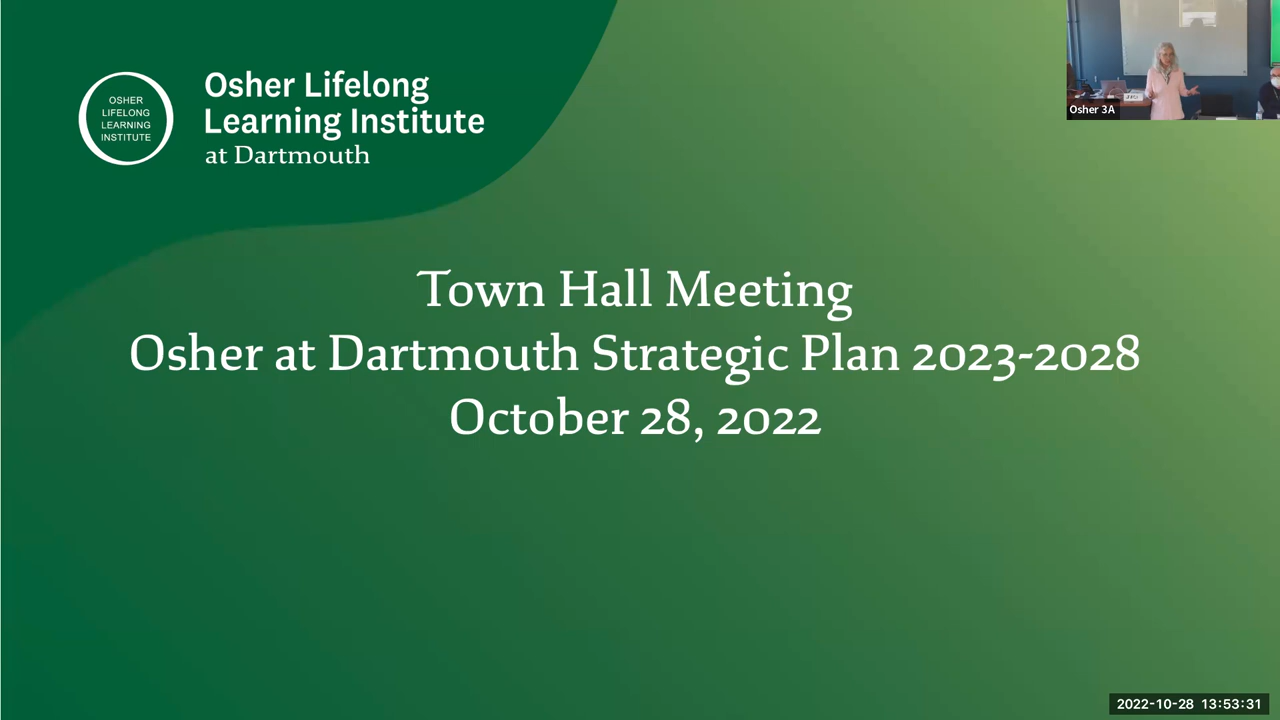 OSHER
LIFELONG
LEARNING
INSTITUTE
Osher Lifelong
Learning Institute
at Dartmouth
Town Hall Meeting
Osher at Dartmouth Strategic Plan 2023-2028
October 28, 2022
Osher 3A
2022-10-28 13:53:31